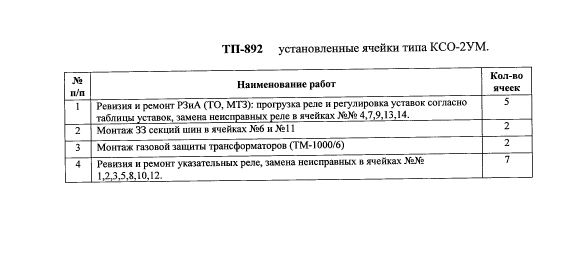 ТП-892 установленные ячейки типа КСО-2УМ.
№ п/п
Наименование работ
Кол-во ячеек
1 Ревизия и ремонт РЗиА (ТО, МТЗ): прогрузка реле и регулировка уставок согласно 5
таблицы уставок, замена неисправных реле в ячейках №№ 4,7,9,13,14.
2 Монтаж ЗЗ секций шин в ячейках №6 и №11 2
3 Монтаж газовой защиты трансформаторов (ТМ-1000/6) 2
4 Ревизия и ремонт указательных реле, замена неисправных в ячейках №№ 7
1,2,3,5,8,10,12.